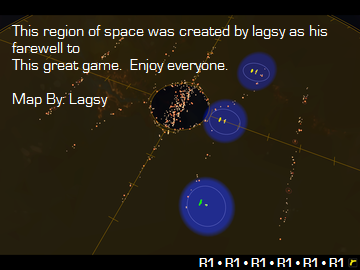 This region of space was created by lagsy as his
farewell to
This great game.  Enjoy everyone.
Map By: Lagsy
R1 • R1 • R1 • R1 • R1 • R1 r